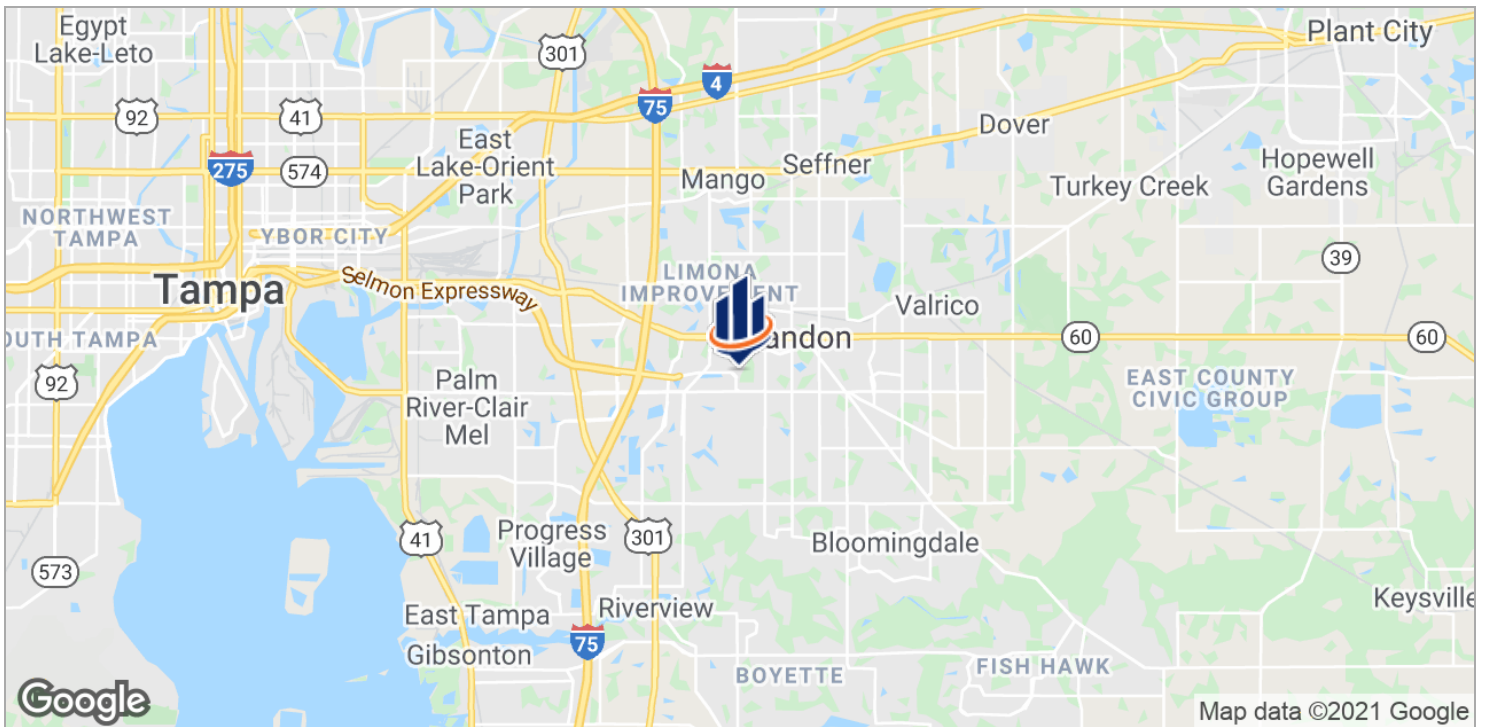 Egypt
Lake-Leto
Plant City
301
4
75
92
41
East
Lake-Orient
Park
Dover
275
574
Mango
Seffner
Hopewell
Gardens
Turkey Creek
NORTHWEST
TAMPA
YBOR CITY
39
LIMONA
IMPROVEMENT
Tampa
Selmon Expressway
Valrico
OUTH TAMPA
andon
60
60
92
Palm
River-Clair
Mel
EAST COUNTY
CIVIC GROUP
Progress
Village
41
301
Bloomingdale
573
East Tampa
Riverview
Keysville
75
Gibsonton
BOYETTE
FISH HAWK
Google
Map data ©2021 Google